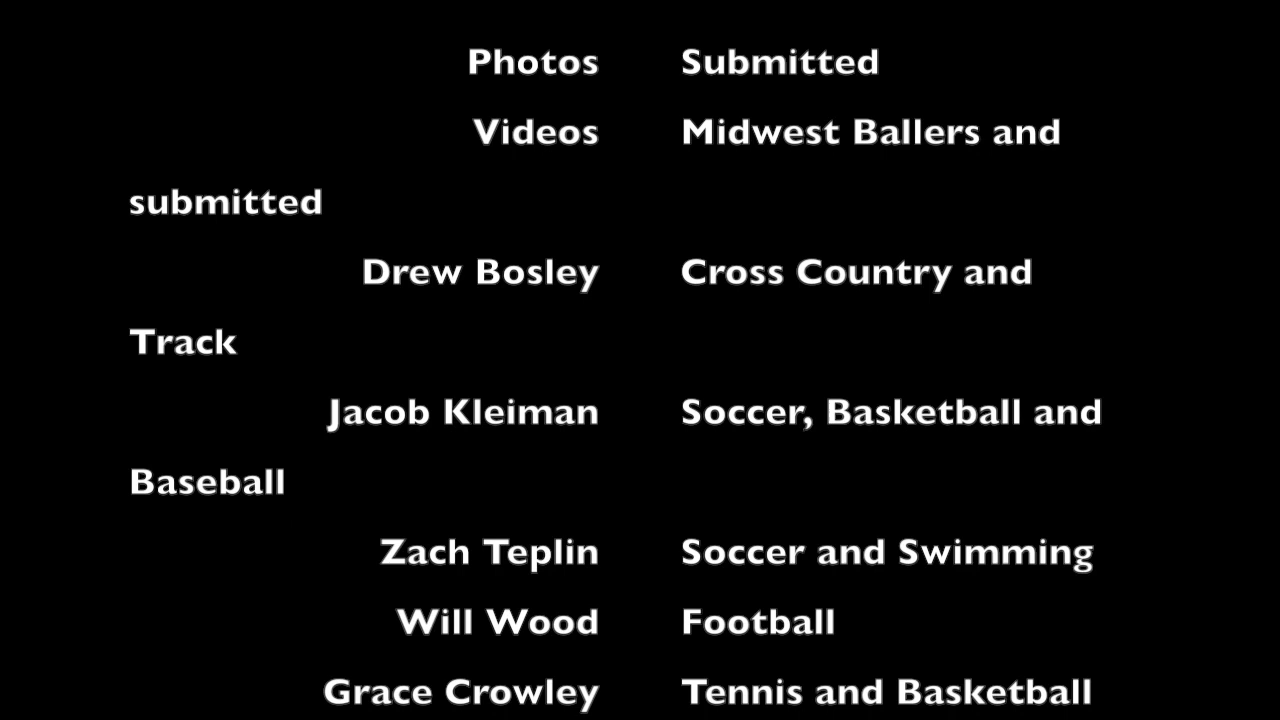 Photos Submitted
Videos Midwest Ballers and
submitted
Drew Bosley Cross Country and
Track
Jacob Kleiman Soccer, Basketball and
Baseball
Zach Teplin Soccer and Swimming
Will Wood Football
Grace Crowley Tennis and Basketball